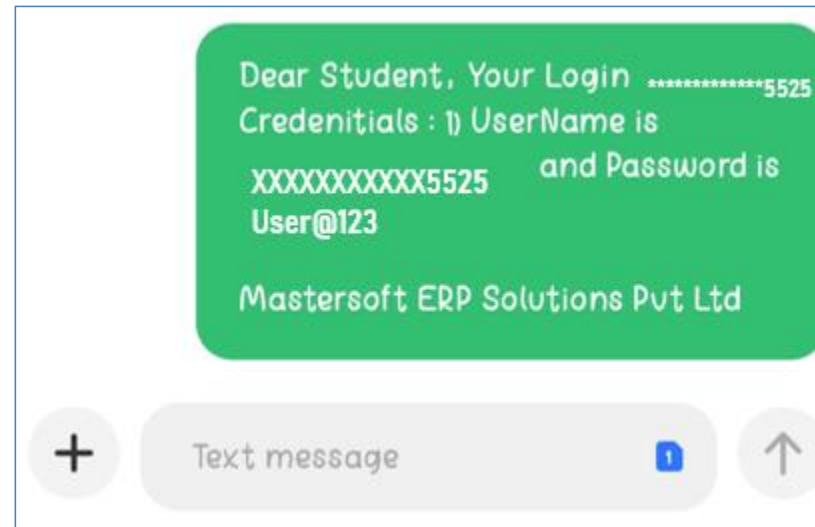 Dear Student, Your Login *************5525
Credenitials : 1) UserName is
XXXXXXXXXXX5525 and Password is
User@123
Mastersoft ERP Solutions Pvt Ltd
Text message
1